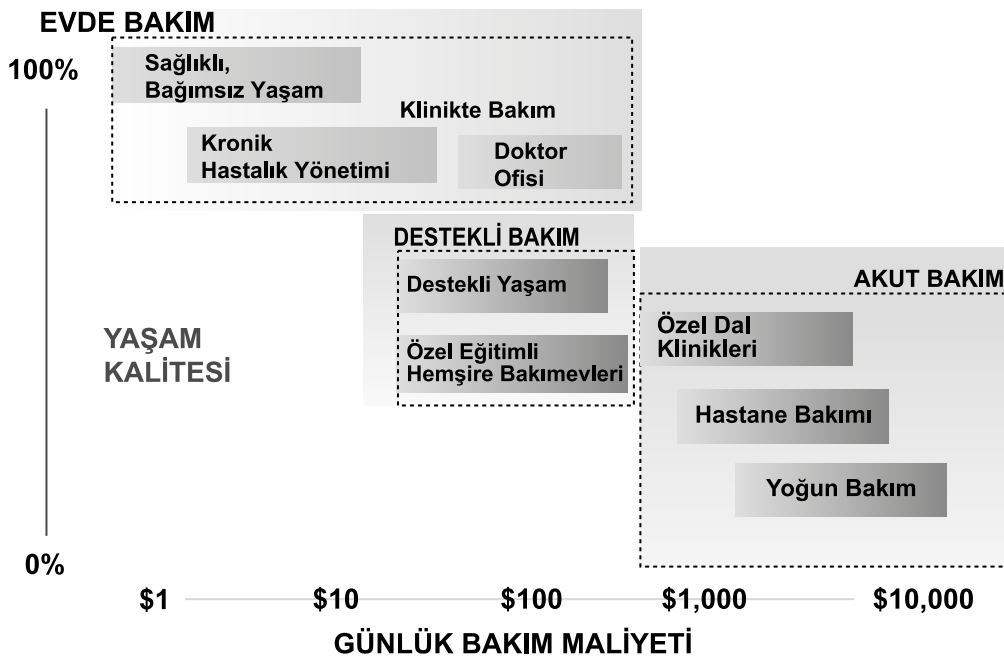 EVDE BAKIM
100%
Sağlıklı,
Bağımsız Yaşam
Klinikte Bakım
Kronik
Hastalık Yönetimi
Doktor
Ofisi
DESTEKLİ BAKIM
Destekli Yaşam
Özel Eğitimli
Hemşire Bakımevleri
AKUT BAKIM
Özel Dal
Klinikleri
Hastane Bakımı
Yoğun Bakım
YAŞAM
KALİTESİ
0%
$1 $10 $100 $1,000 $10,000
GÜNLÜK BAKIM MALİYETİ